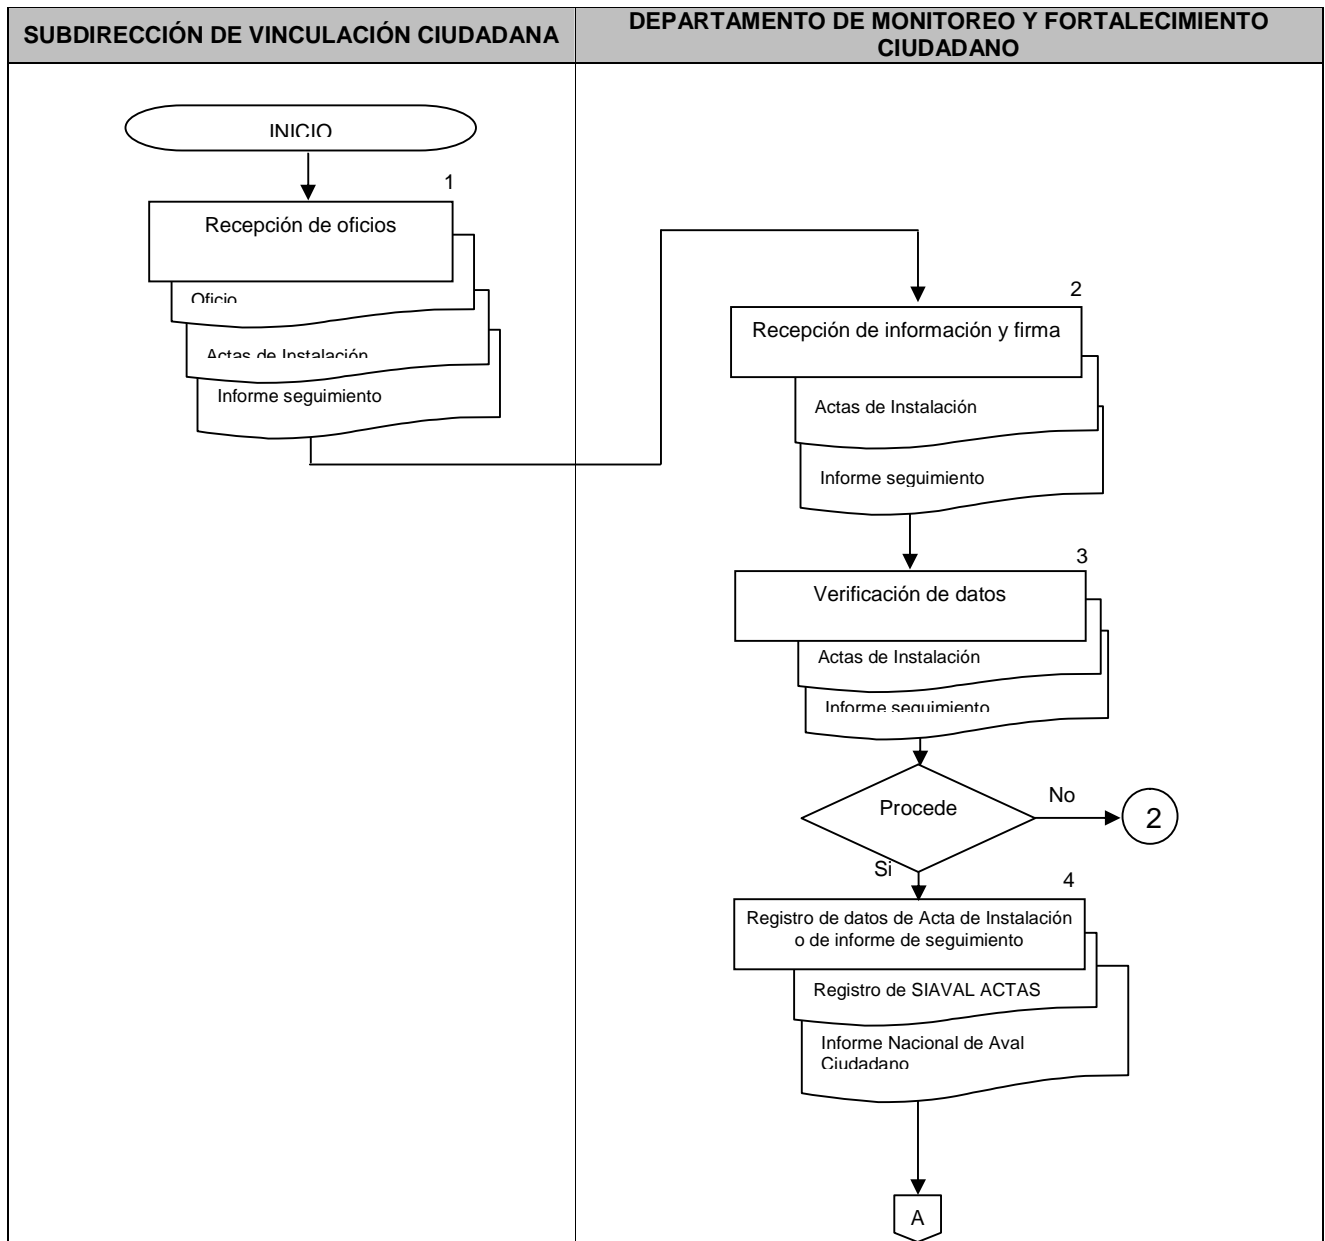 SUBDIRECCIÓN DE VINCULACIÓN CIUDADANA
DEPARTAMENTO DE MONITOREO Y FORTALECIMIENTO
CIUDADANO
INICIO
1
Recepción de oficios
Oficio
Actas de Instalación
Informe seguimiento
2
Recepción de información y firma
Actas de Instalación
Informe seguimiento
3
Verificación de datos
Actas de Instalación
Informe seguimiento
Procede
No
2
Si
4
Registro de datos de Acta de Instalación
o de informe de seguimiento
Registro de SIAVAL ACTAS
Informe Nacional de Aval
Ciudadano
A